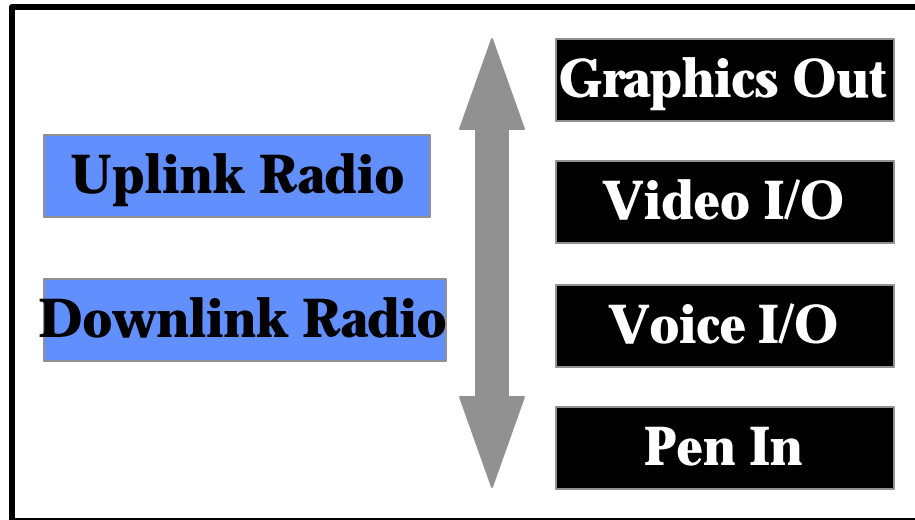 Uplink Radio
Downlink Radio
Graphics Out
Video I/O
Voice I/O
Pen In